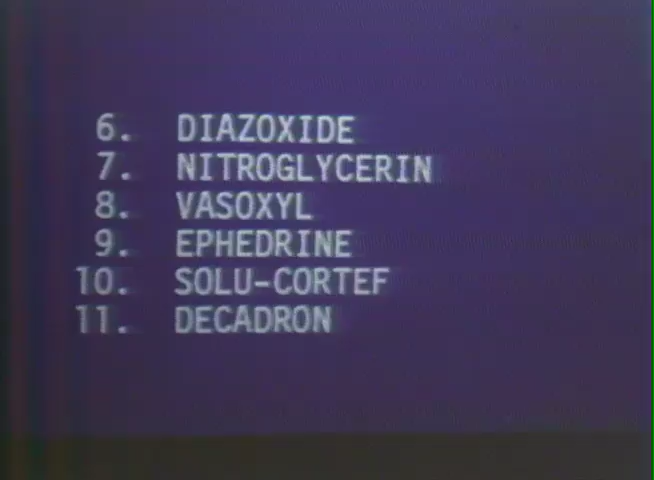 6. DIAZOXIDE
7. NITROGLYCERIN
8. VASOXYL
9. EPHEDRINE
10. SOLU-CORTEF
11. DECADRON